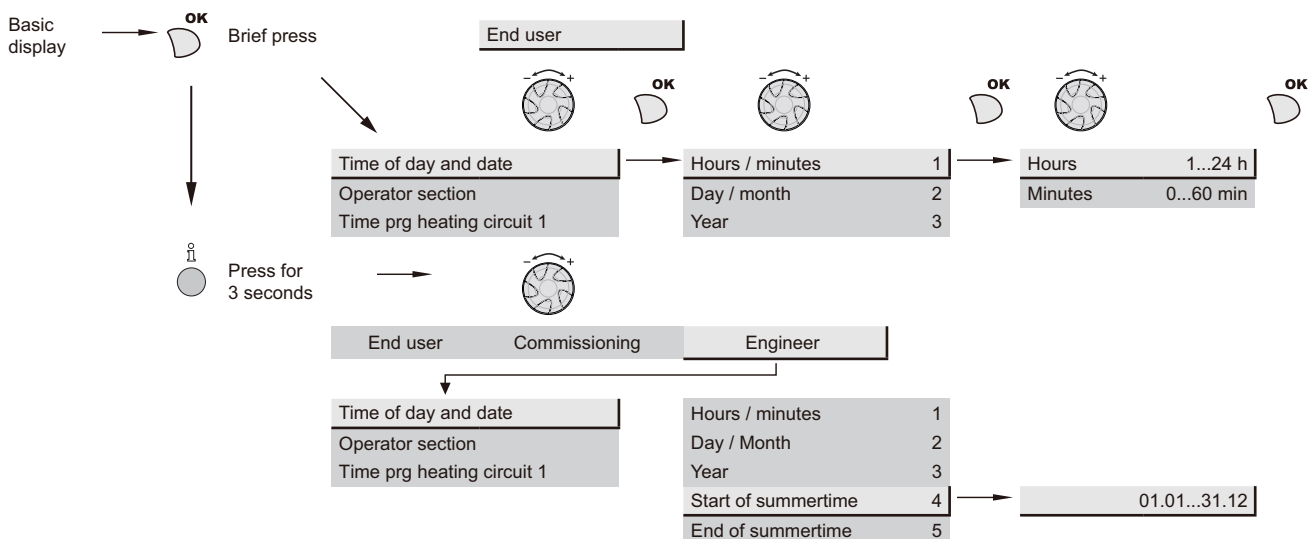 Basic
display
OK
Brief press
End user
OK
OK
OK
- +
- +
- +
Time of day and date
Operator section
Time prg heating circuit 1
Hours / minutes 1
Day / month 2
Year 3
Hours 1...24 h
Minutes 0...60 min
Press for
3 seconds
- +
End user Commissioning Engineer
Time of day and date
Operator section
Time prg heating circuit 1
Hours / minutes 1
Day / Month 2
Year 3
Start of summertime 4
End of summertime 5
01.01...31.12